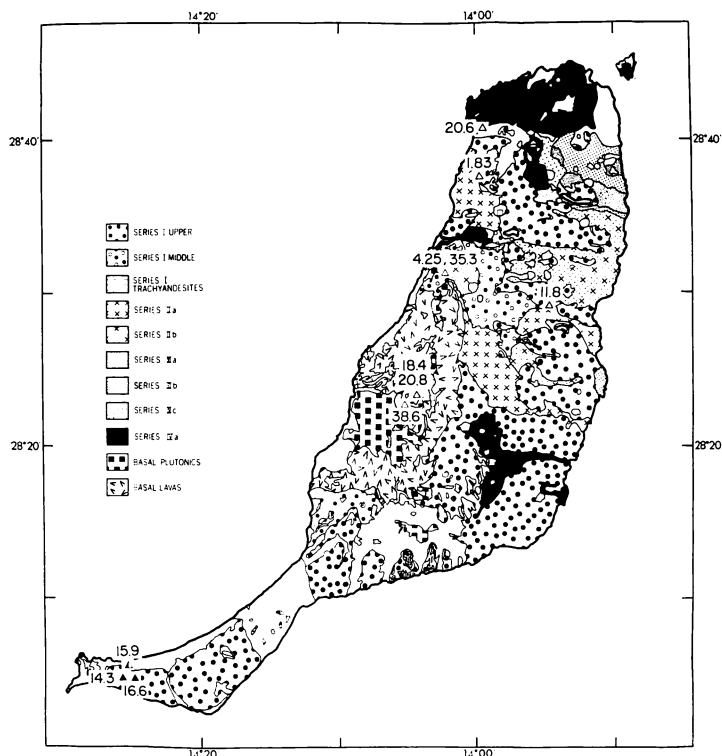 14°20' 14°00'
28°40' 28°40'
20.6
1.83
SERIES I UPPER
SERIES I MIDDLE
4.25, 35.3
SERIES I
TRACHYANDESITES
11.8
SERIES IIa
SERIES IIb
SERIES IIIa
18.4
SERIES IIIb
20.8
SERIES IIIc
38.6
SERIES IVa
28°20' 28°20'
BASAL PLUTONICS
BASAL LAVAS
15.9
14.3
16.6
14°20' 14°00'